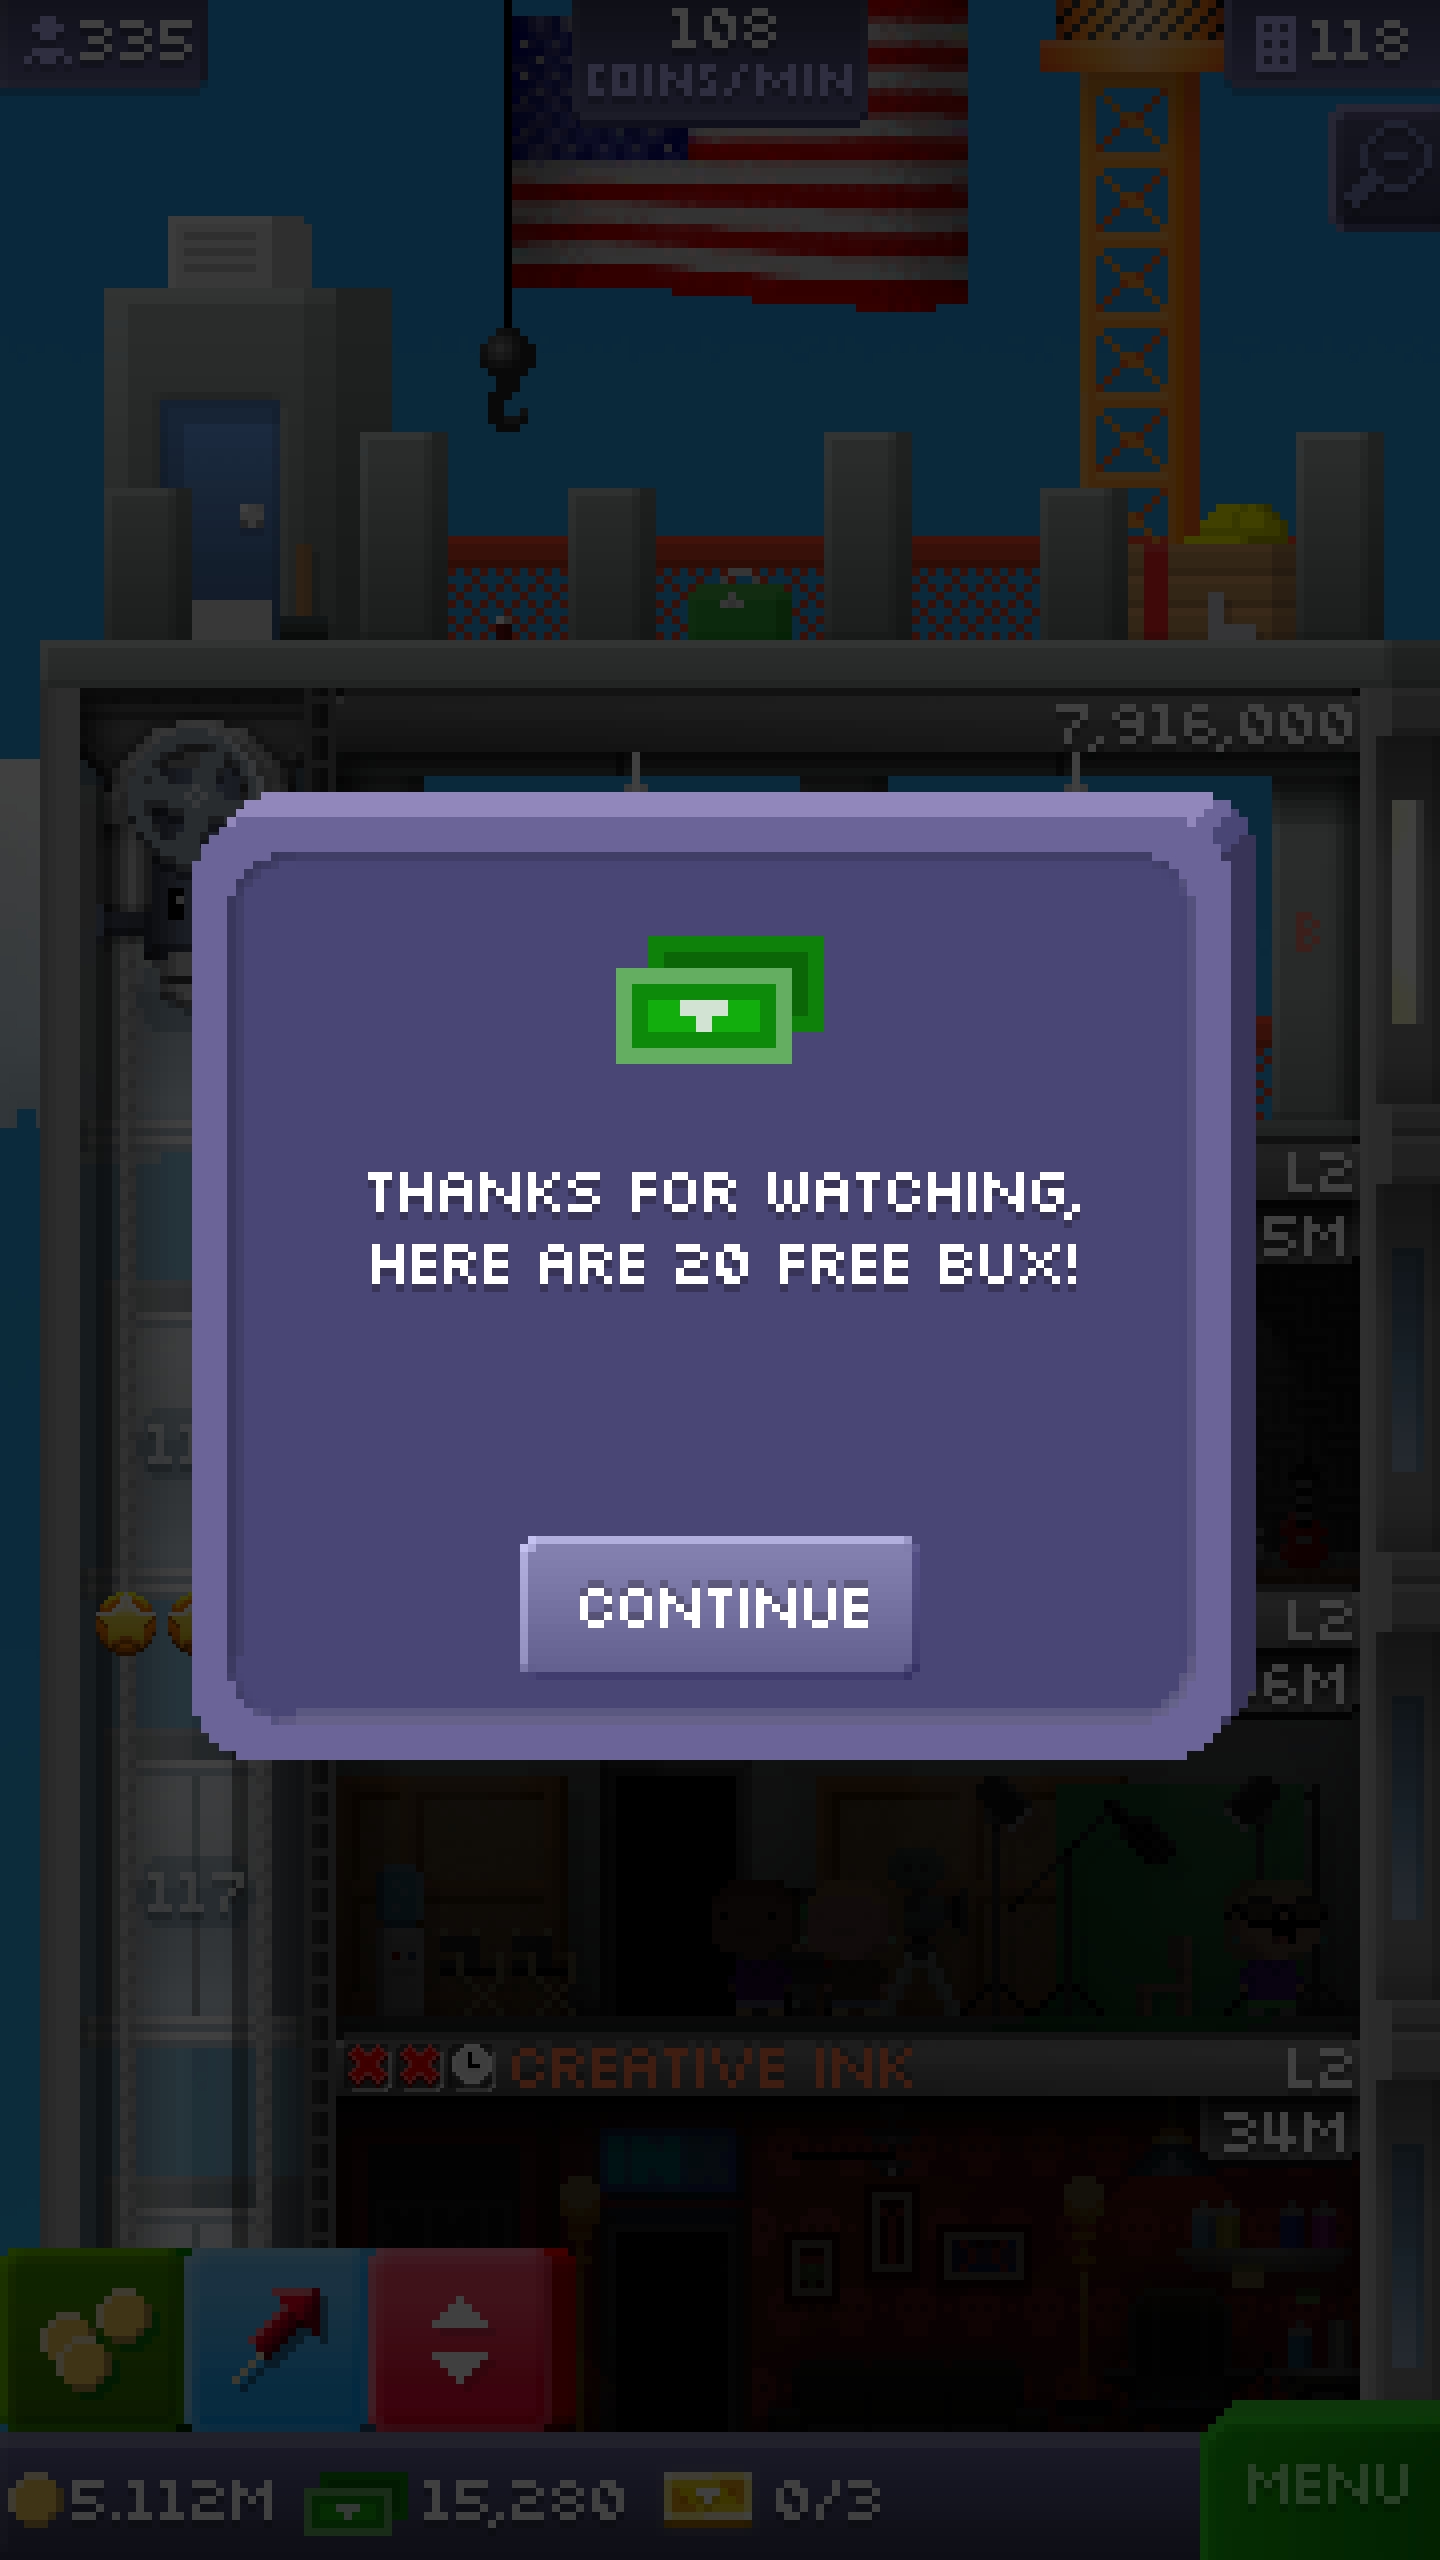 335
108
COINS/MIN
118
7,916,000
B
L2
5M
THANKS FOR WATCHING,
HERE ARE 20 FREE BUX!
CONTINUE
L2
6M
117
CREATIVE INK
L2
34M
IN
5.112M
15,280
0/3
MENU